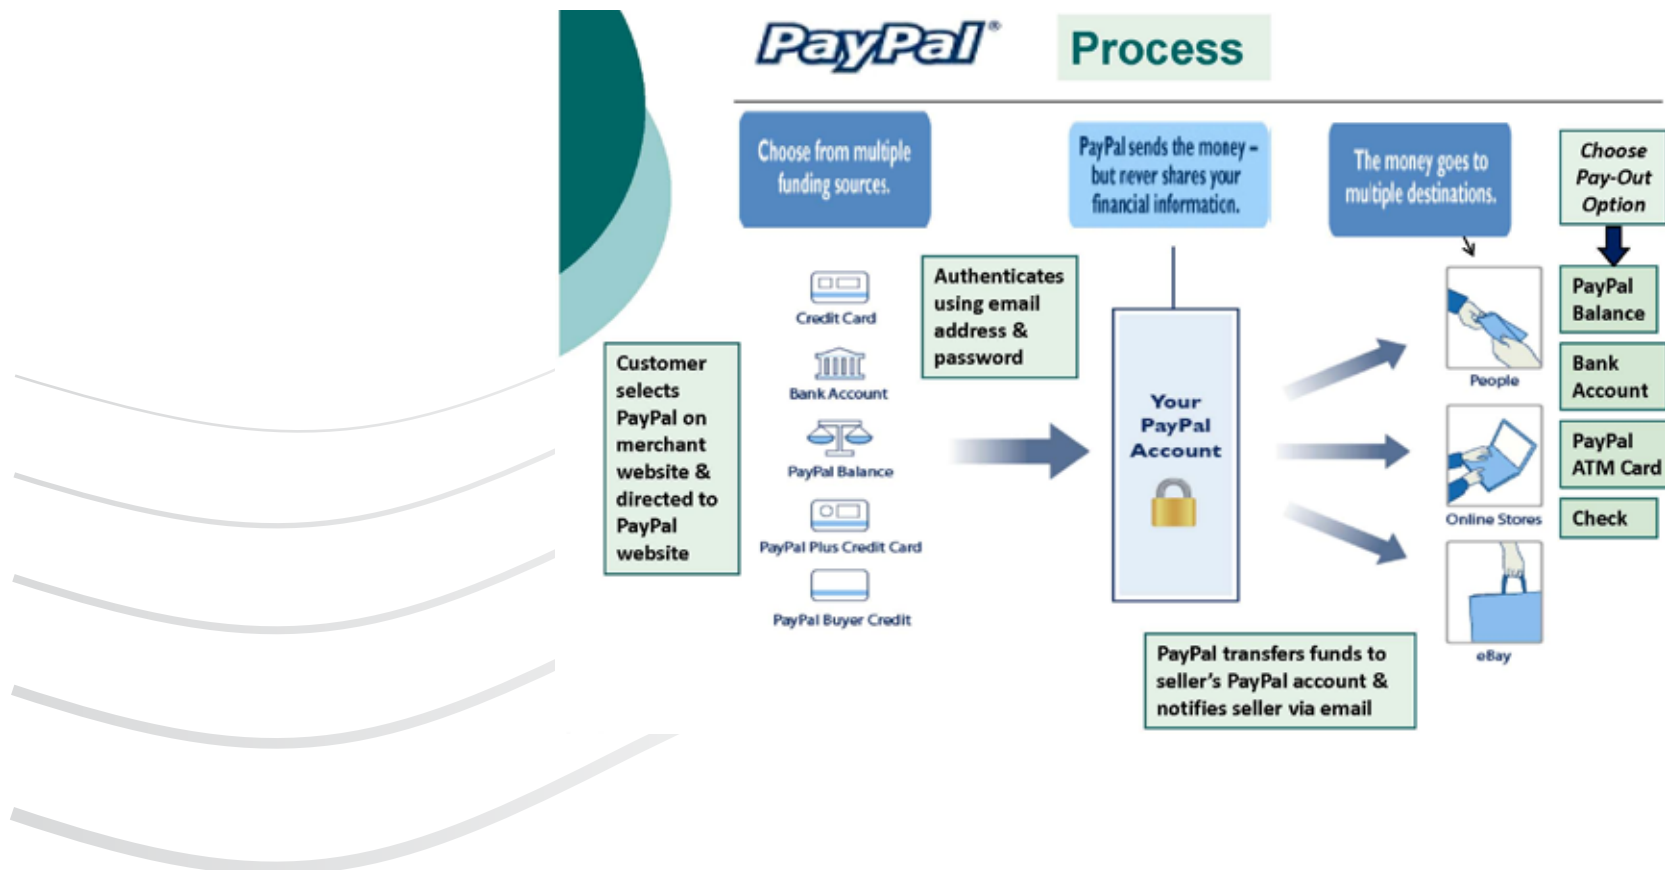 PayPal®
Process
Choose from multiple
funding sources.
PayPal sends the money –
but never shares your
financial information.
The money goes to
multiple destinations.
Choose
Pay-Out
Option
Customer
selects
PayPal on
merchant
website &
directed to
PayPal
website
Credit Card
Bank Account
PayPal Balance
PayPal Plus Credit Card
PayPal Buyer Credit
Authenticates
using email
address &
password
Your
PayPal
Account
People
Online Stores
eBay
PayPal
Balance
Bank
Account
PayPal
ATM Card
Check
PayPal transfers funds to
seller's PayPal account &
notifies seller via email